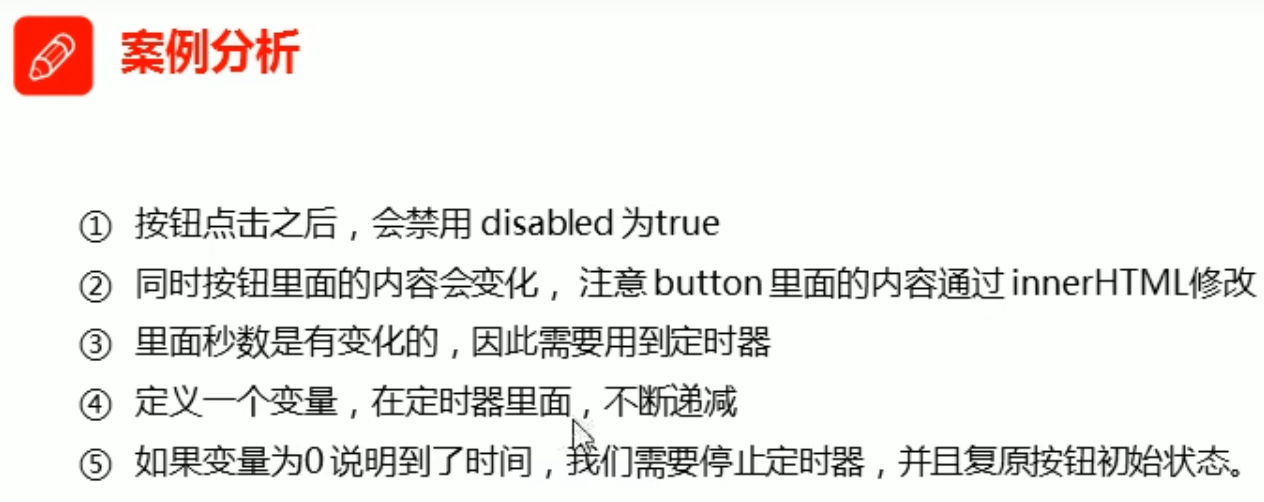 案例分析
① 按钮点击之后，会禁用 disabled 为true
② 同时按钮里面的内容会变化， 注意 button 里面的内容通过 innerHTML修改
③ 里面秒数是有变化的，因此需要用到定时器
④ 定义一个变量，在定时器里面，不断递减
⑤ 如果变量为0 说明到了时间，我们需要停止定时器，并且复原按钮初始状态。